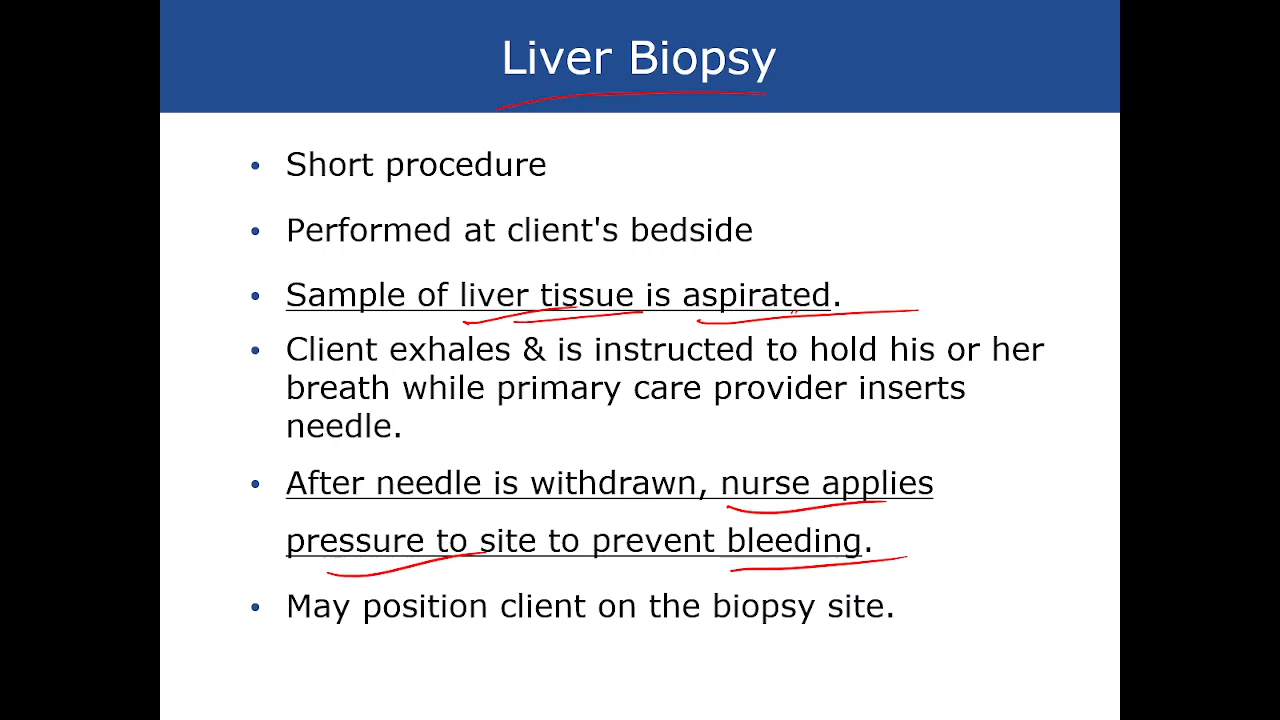 Liver Biopsy
• Short procedure
• Performed at client's bedside
• Sample of liver tissue is aspirated.
• Client exhales & is instructed to hold his or her
breath while primary care provider inserts
needle.
• After needle is withdrawn, nurse applies
pressure to site to prevent bleeding.
• May position client on the biopsy site.